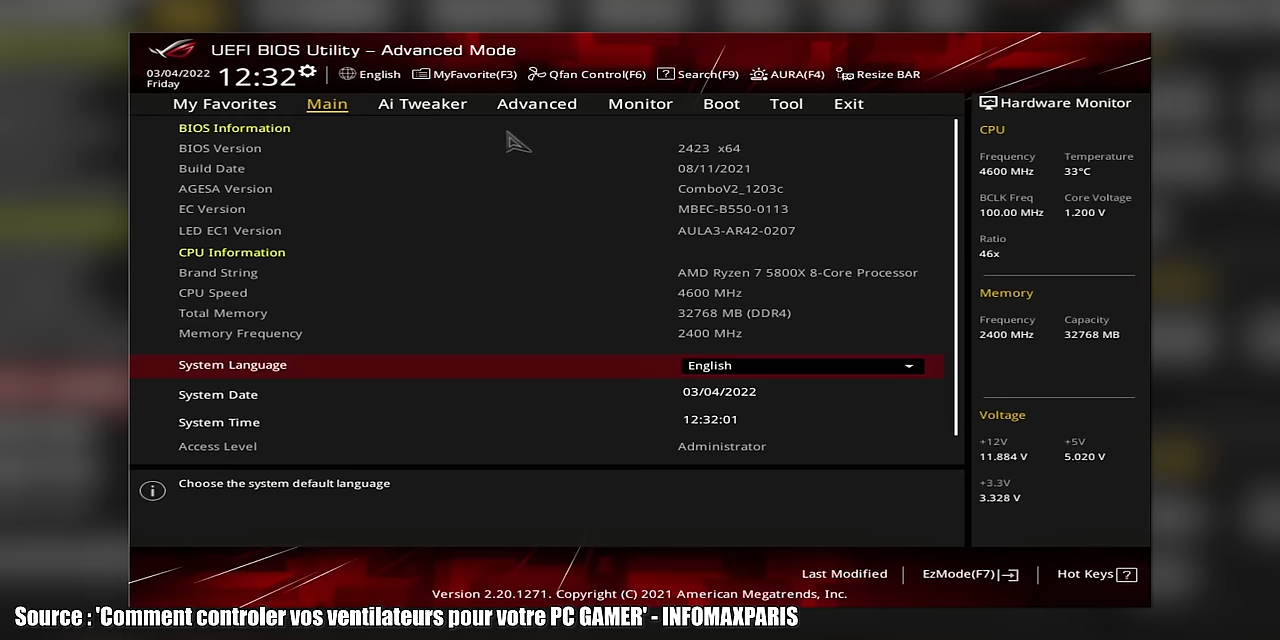 UEFI BIOS Utility – Advanced Mode
03/04/2022
Friday
12:32
English MyFavorite(F3) Qfan Control(F6) ? Search(F9) AURA(F4) Resize BAR
My Favorites Main Ai Tweaker Advanced Monitor Boot Tool Exit
BIOS Information
BIOS Version 2423 x64
Build Date 08/11/2021
AGESA Version ComboV2_1203c
EC Version MBEC-B550-0113
LED EC1 Version AULA3-AR42-0207
CPU Information
Brand String AMD Ryzen 7 5800X 8-Core Processor
CPU Speed 4600 MHz
Total Memory 32768 MB (DDR4)
Memory Frequency 2400 MHz
System Language English
System Date 03/04/2022
System Time 12:32:01
Access Level Administrator
i Choose the system default language
Hardware Monitor
CPU
Frequency Temperature
4600 MHz 33°C
BCLK Freq Core Voltage
100.00 MHz 1.200 V
Ratio
46x
Memory
Frequency Capacity
2400 MHz 32768 MB
Voltage
+12V +5V
11.884 V 5.020 V
+3.3V
3.328 V
Last Modified EzMode(F7) Hot Keys ?
Version 2.20.1271. Copyright (C) 2021 American Megatrends, Inc.
Source : 'Comment controler vos ventilateurs pour votre PC GAMER' - INFOMAXPARIS